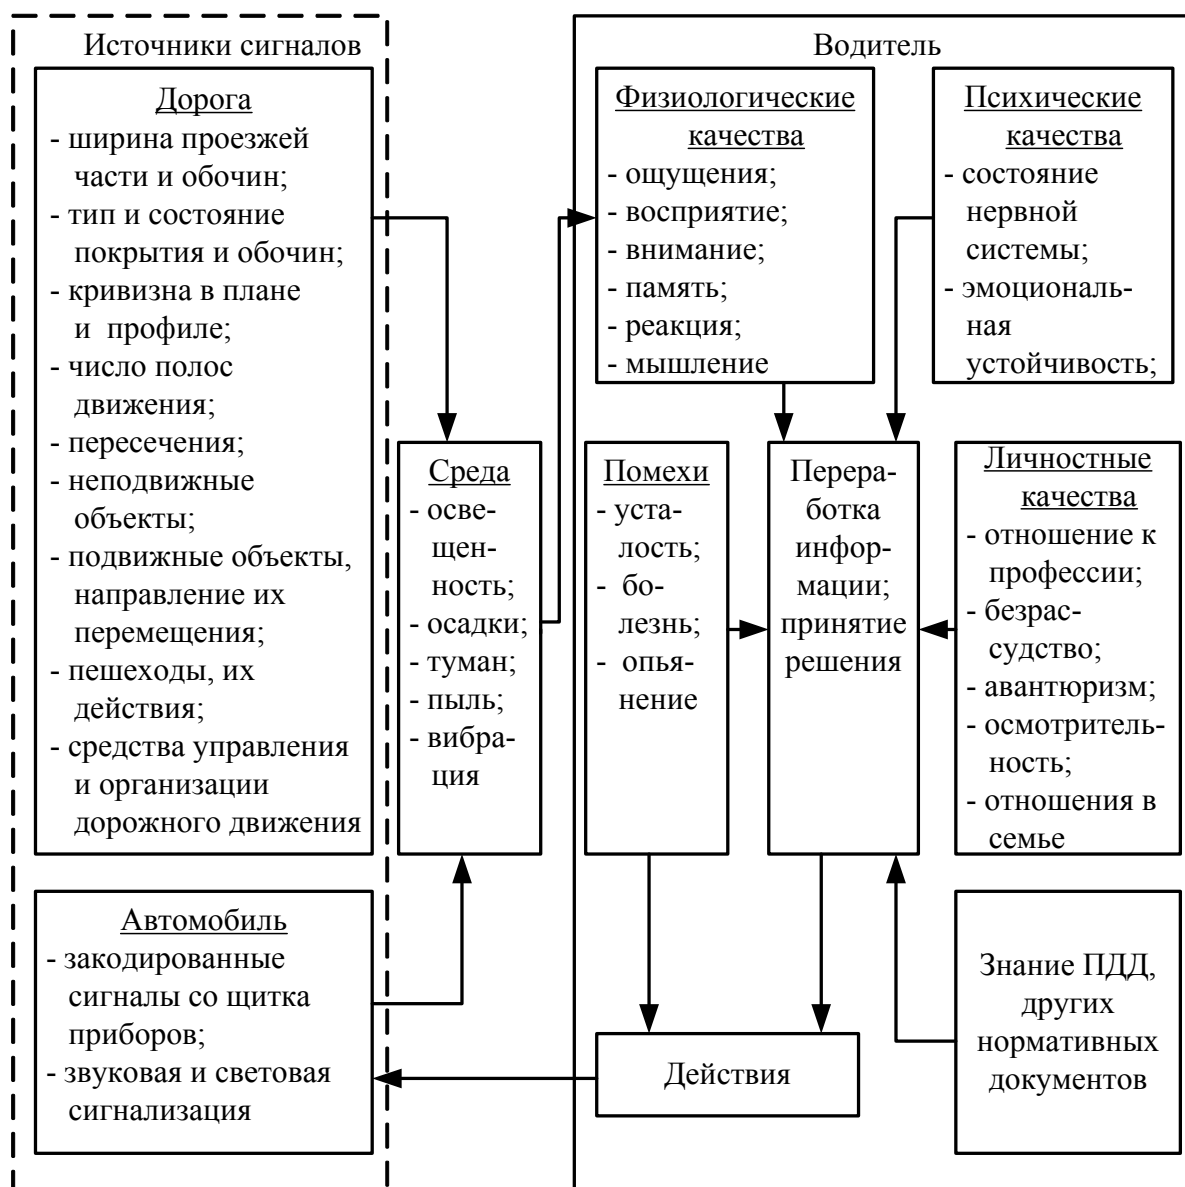 Источники сигналов
Дорога
- ширина проезжей
части и обочин;
- тип и состояние
покрытия и обочин;
- кривизна в плане
и профиле;
- число полос
движения;
- пересечения;
- неподвижные
объекты;
- подвижные объекты,
направление их
перемещения;
- пешеходы, их
действия;
- средства управления
и организации
дорожного движения
Автомобиль
- закодированные
сигналы со щитка
приборов;
- звуковая и световая
сигнализация
Среда
- осве-
щен-
ность;
- осадки;
- туман;
- пыль;
- вибра-
ция
Водитель
Физиологические
качества
- ощущения;
- восприятие;
- внимание;
- память;
- реакция;
- мышление
Психические
качества
- состояние
нервной
системы;
- эмоциональ-
ная
устойчивость;
Помехи
- уста-
лость;
- бо-
лезнь;
- опья-
нение
Перера-
ботка
инфор-
мации;
принятие
решения
Личностные
качества
- отношение к
профессии;
- безрас-
судство;
- авантюризм;
- осмотритель-
ность;
- отношения в
семье
Действия
Знание ПДД,
других
нормативных
документов